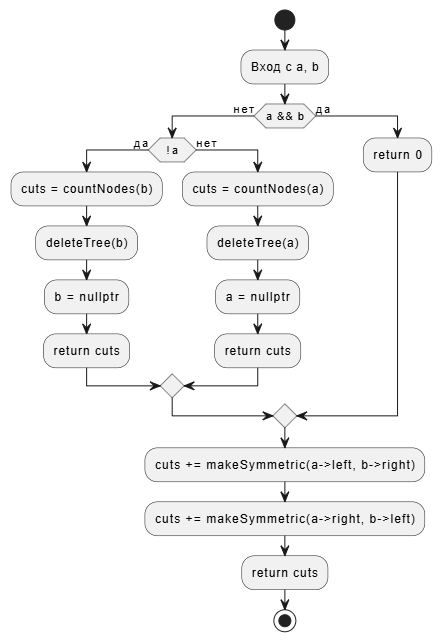 Вход с a, b
нет
a && b
да
да
!a
нет
return 0
cuts = countNodes(b)
cuts = countNodes(a)
deleteTree(b)
deleteTree(a)
b = nullptr
a = nullptr
return cuts
return cuts
cuts += makeSymmetric(a->left, b->right)
cuts += makeSymmetric(a->right, b->left)
return cuts